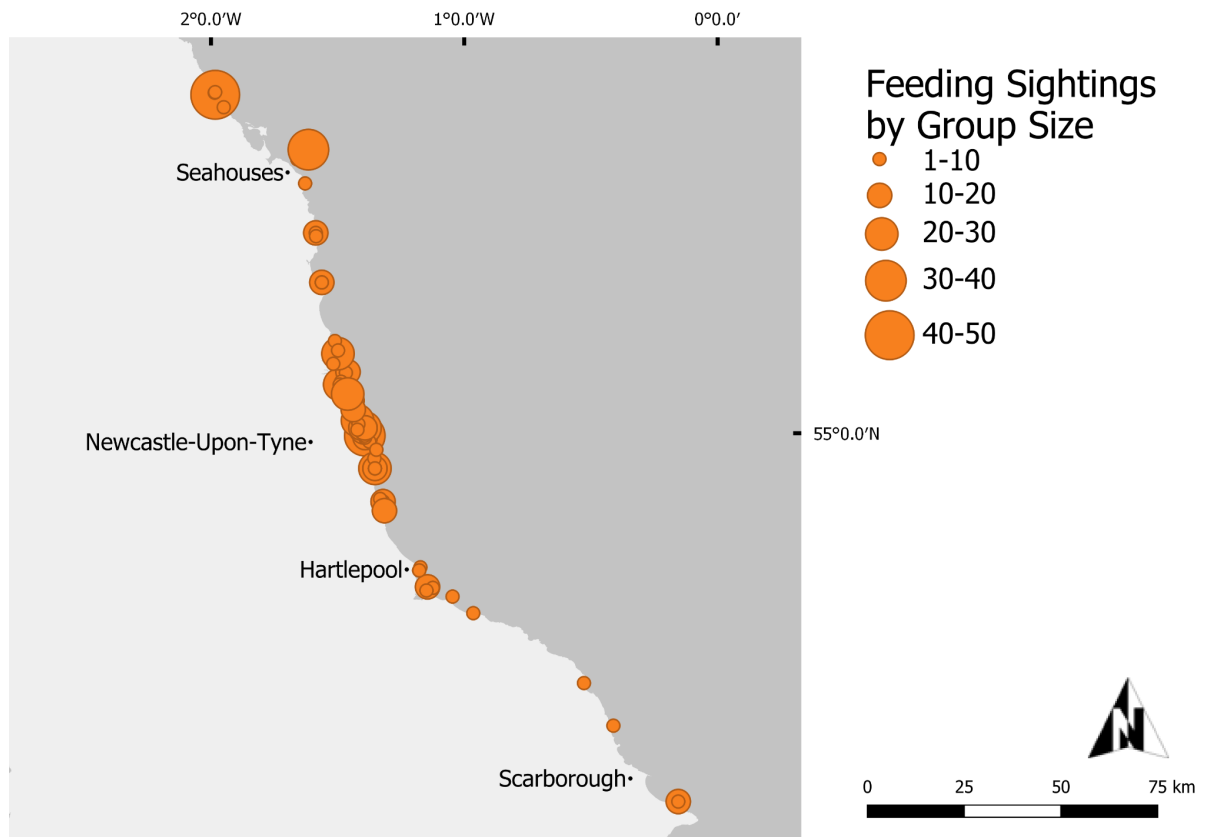 2°0.0′W
1°0.0′W
0°0.0′
Feeding Sightings
by Group Size
1-10
10-20
20-30
30-40
40-50
Seahouses
Newcastle-Upon-Tyne
55°0.0′N
Hartlepool
Scarborough
N
0 25 50 75 km